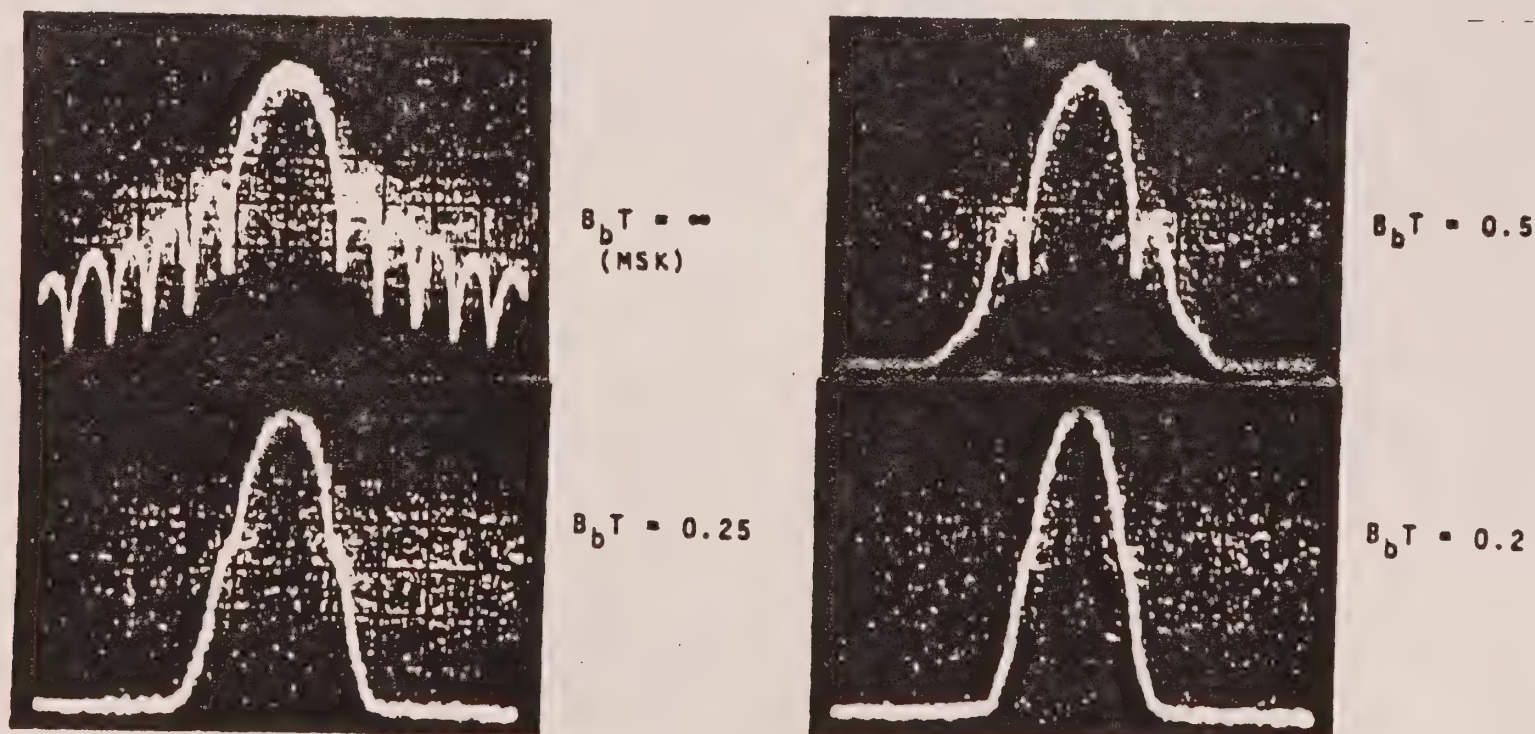 B_bT = ∞
(MSK)
B_bT = 0.5
B_bT = 0.25
B_bT = 0.2